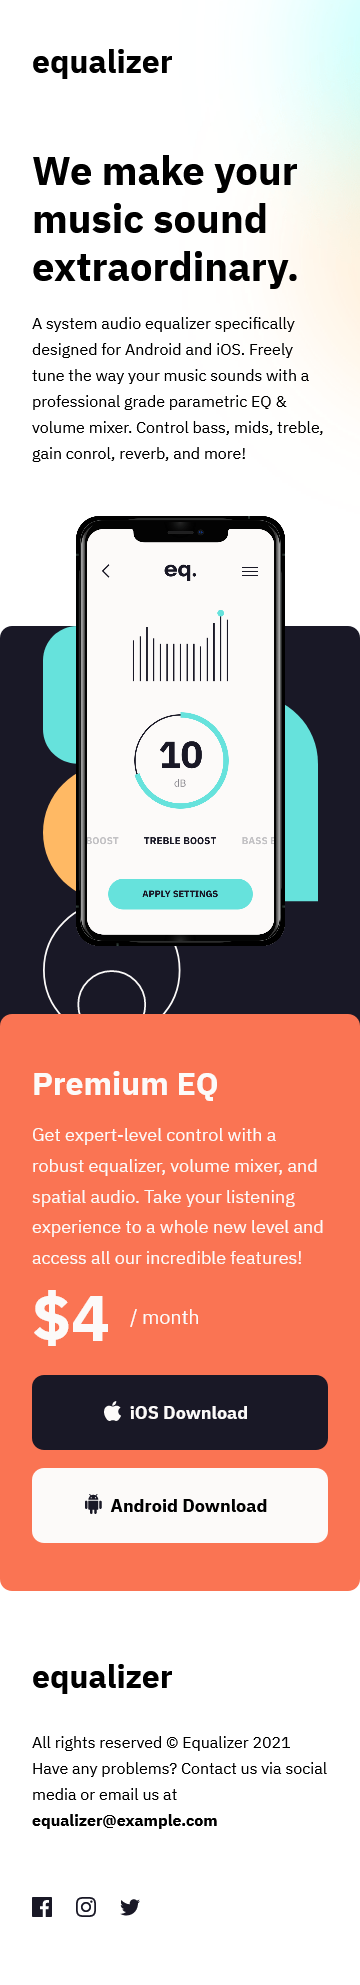 equalizer
We make your
music sound
extraordinary.
A system audio equalizer specifically
designed for Android and iOS. Freely
tune the way your music sounds with a
professional grade parametric EQ &
volume mixer. Control bass, mids, treble,
gain conrol, reverb, and more!
eq.
10
dB
BOOST TREBLE BOOST BASS
APPLY SETTINGS
Premium EQ
Get expert-level control with a
robust equalizer, volume mixer, and
spatial audio. Take your listening
experience to a whole new level and
access all our incredible features!
$4 / month
iOS Download
Android Download
equalizer
All rights reserved © Equalizer 2021
Have any problems? Contact us via social
media or email us at
equalizer@example.com